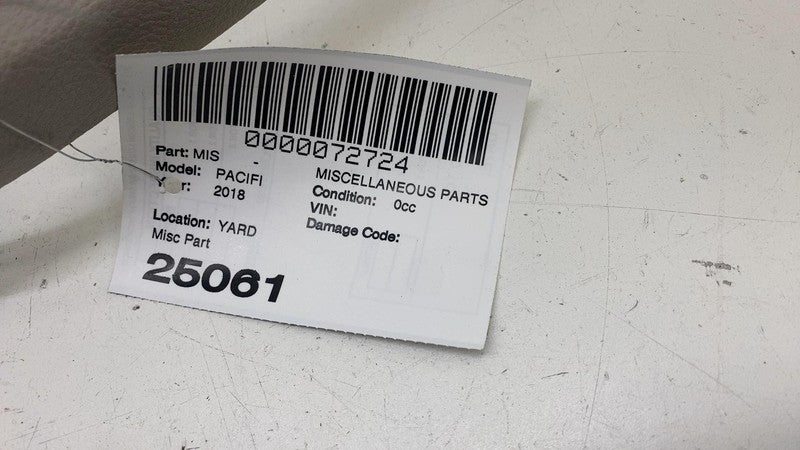 0000072724
Part: MIS -
MISCELLANEOUS PARTS
Model: PACIFI
Condition: 0cc
2018
VIN:
Location: YARD
Damage Code:
Misc Part
25061